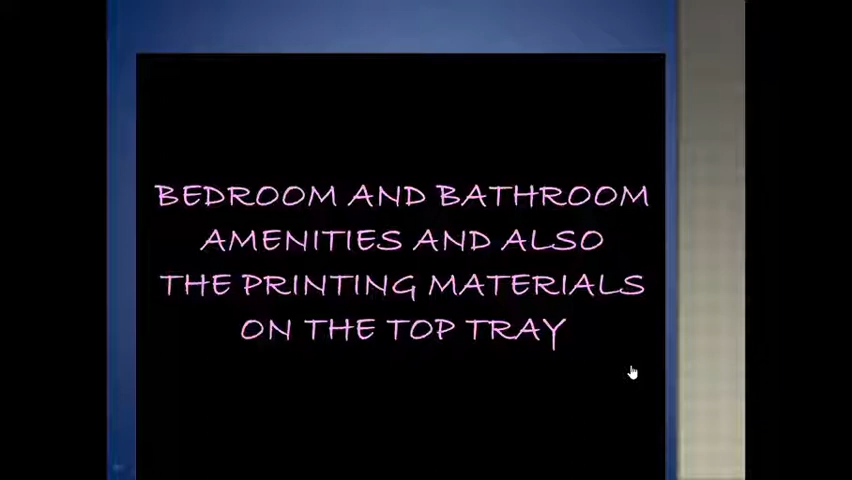 BEDROOM AND BATHROOM
AMENITIES AND ALSO
THE PRINTING MATERIALS
ON THE TOP TRAY